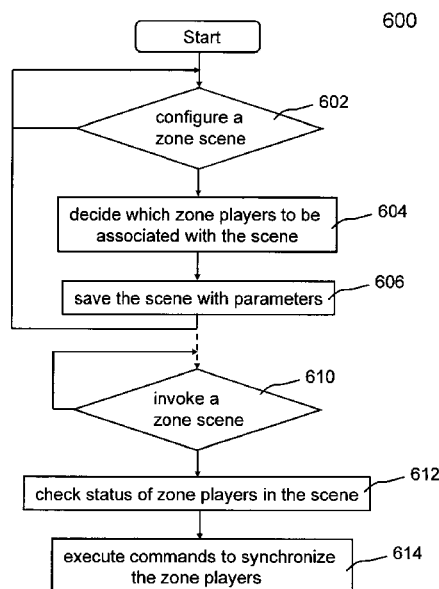 600
Start
602
configure a
zone scene
604
decide which zone players to be
associated with the scene
606
save the scene with parameters
610
invoke a
zone scene
612
check status of zone players in the scene
614
execute commands to synchronize
the zone players